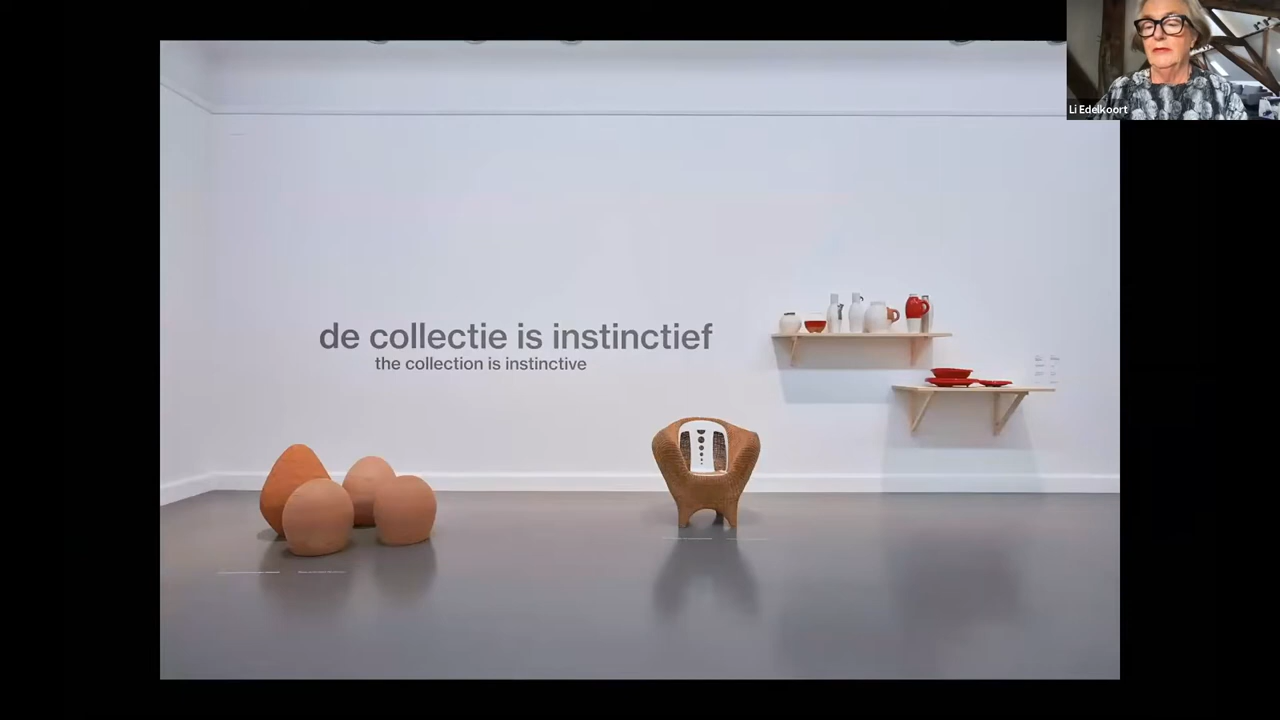 Li Edelkoort
de collectie is instinctief
the collection is instinctive